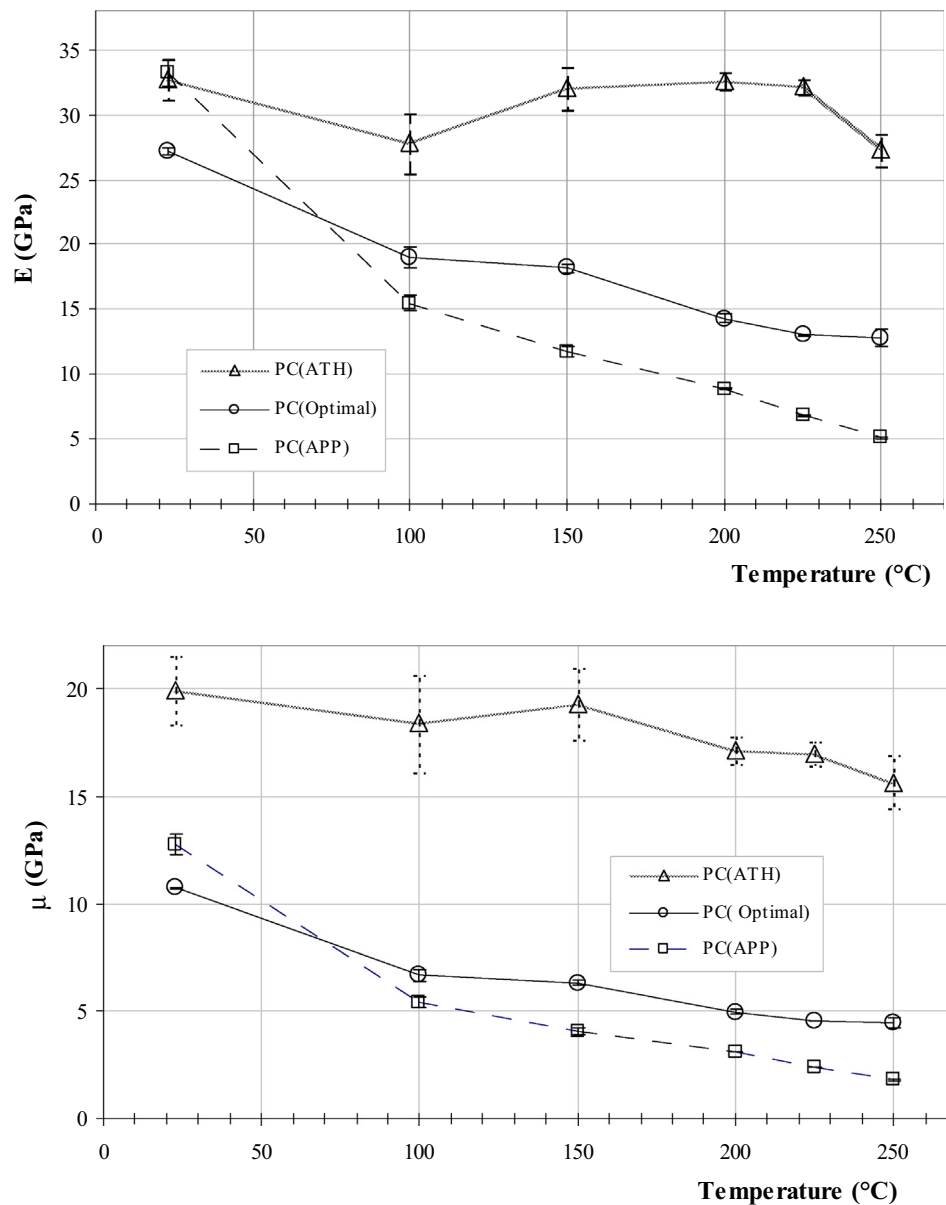 35
30
25
20
15
10
5
0
E (GPa)
PC(ATH)
PC(Optimal)
PC(APP)
0 50 100 150 200 250
Temperature (°C)
20
15
10
5
0
μ (GPa)
PC(ATH)
PC( Optimal)
PC(APP)
0 50 100 150 200 250
Temperature (°C)